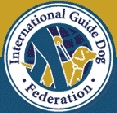 International Guide Dog
• Federation •